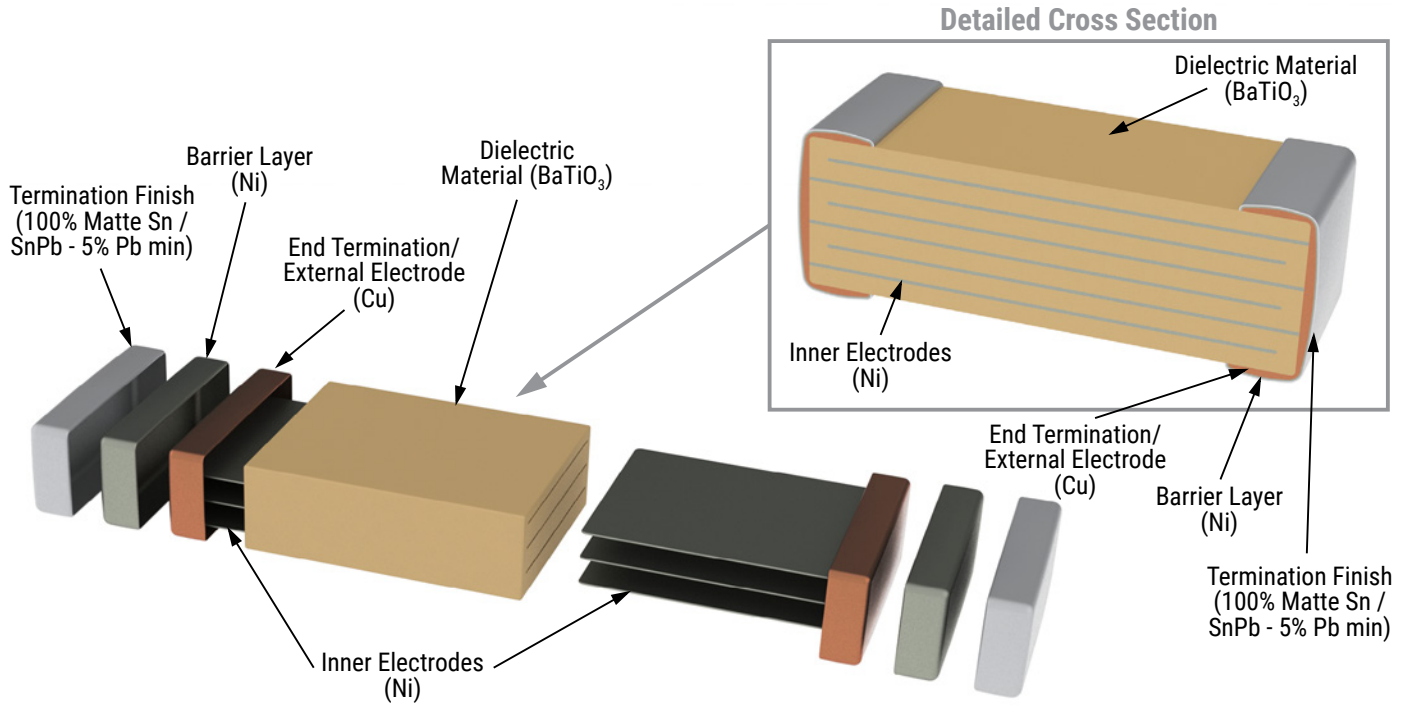 Detailed Cross Section
Dielectric Material
(BaTiO₃)
Inner Electrodes
(Ni)
End Termination/
External Electrode
(Cu)
Barrier Layer
(Ni)
Termination Finish
(100% Matte Sn /
SnPb - 5% Pb min)
Termination Finish
(100% Matte Sn /
SnPb - 5% Pb min)
Barrier Layer
(Ni)
End Termination/
External Electrode
(Cu)
Dielectric
Material (BaTiO₃)
Inner Electrodes
(Ni)